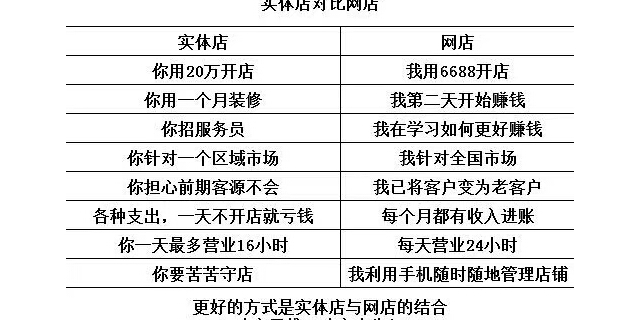 实体店对比网店
实体店 网店
你用20万开店 我用6688开店
你用一个月装修 我第二天开始赚钱
你招服务员 我在学习如何更好赚钱
你针对一个区域市场 我针对全国市场
你担心前期客源不会 我已将客户变为老客户
各种支出，一天不开店就亏钱 每个月都有收入进账
你一天最多营业16小时 每天营业24小时
你要苦苦守店 我利用手机随时随地管理店铺
更好的方式是实体店与网店的结合